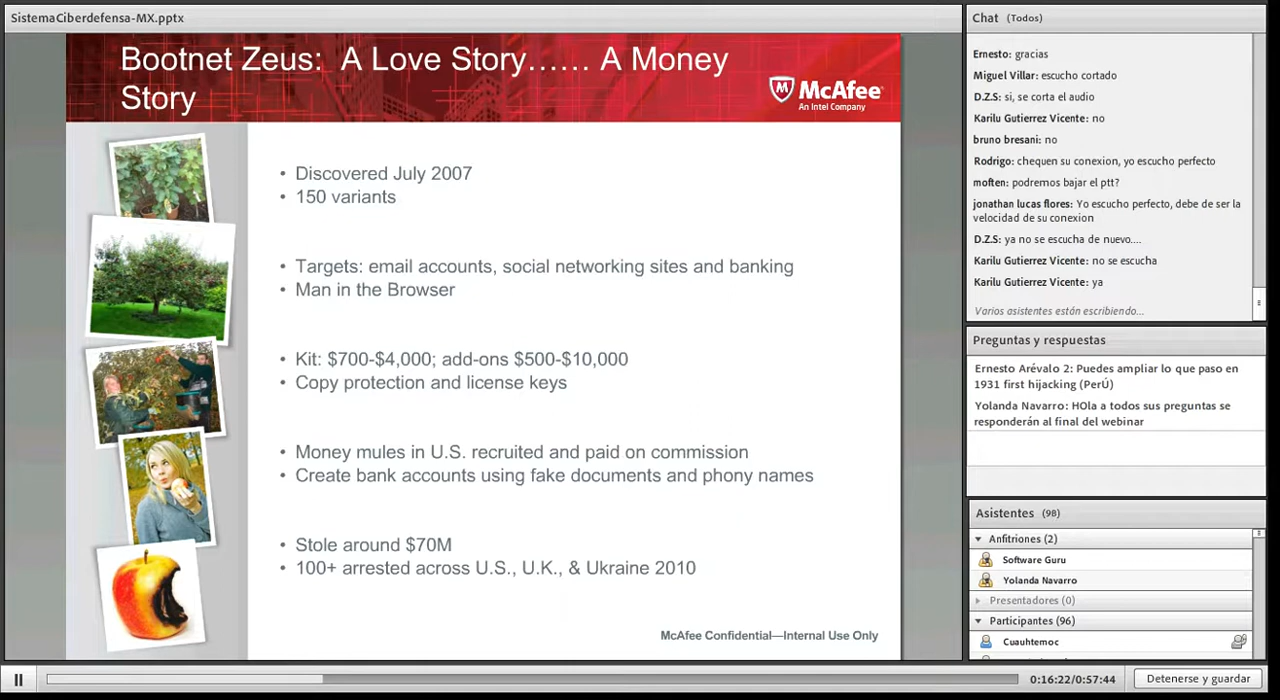 SistemaCiberdefensa-MX.pptx
Bootnet Zeus: A Love Story…… A Money
Story
McAfee®
An Intel Company
• Discovered July 2007
• 150 variants
• Targets: email accounts, social networking sites and banking
• Man in the Browser
• Kit: $700-$4,000; add-ons $500-$10,000
• Copy protection and license keys
• Money mules in U.S. recruited and paid on commission
• Create bank accounts using fake documents and phony names
• Stole around $70M
• 100+ arrested across U.S., U.K., & Ukraine 2010
McAfee Confidential—Internal Use Only
Chat (Todos)
Ernesto: gracias
Miguel Villar: escucho cortado
D.Z.S: si, se corta el audio
Karilu Gutierrez Vicente: no
bruno bresani: no
Rodrigo: chequen su conexion, yo escucho perfecto
moften: podremos bajar el ptt?
jonathan lucas flores: Yo escucho perfecto, debe de ser la
velocidad de su conexion
D.Z.S: ya no se escucha de nuevo....
Karilu Gutierrez Vicente: no se escucha
Karilu Gutierrez Vicente: ya
Varios asistentes están escribiendo...
Preguntas y respuestas
Ernesto Arévalo 2: Puedes ampliar lo que paso en
1931 first hijacking (PerÚ)
Yolanda Navarro: HOla a todos sus preguntas se
responderán al final del webinar
Asistentes (98)
Anfitriones (2)
Software Guru
Yolanda Navarro
Presentadores (0)
Participantes (96)
Cuauhtemoc
0:16:22/0:57:44
Detenerse y guardar